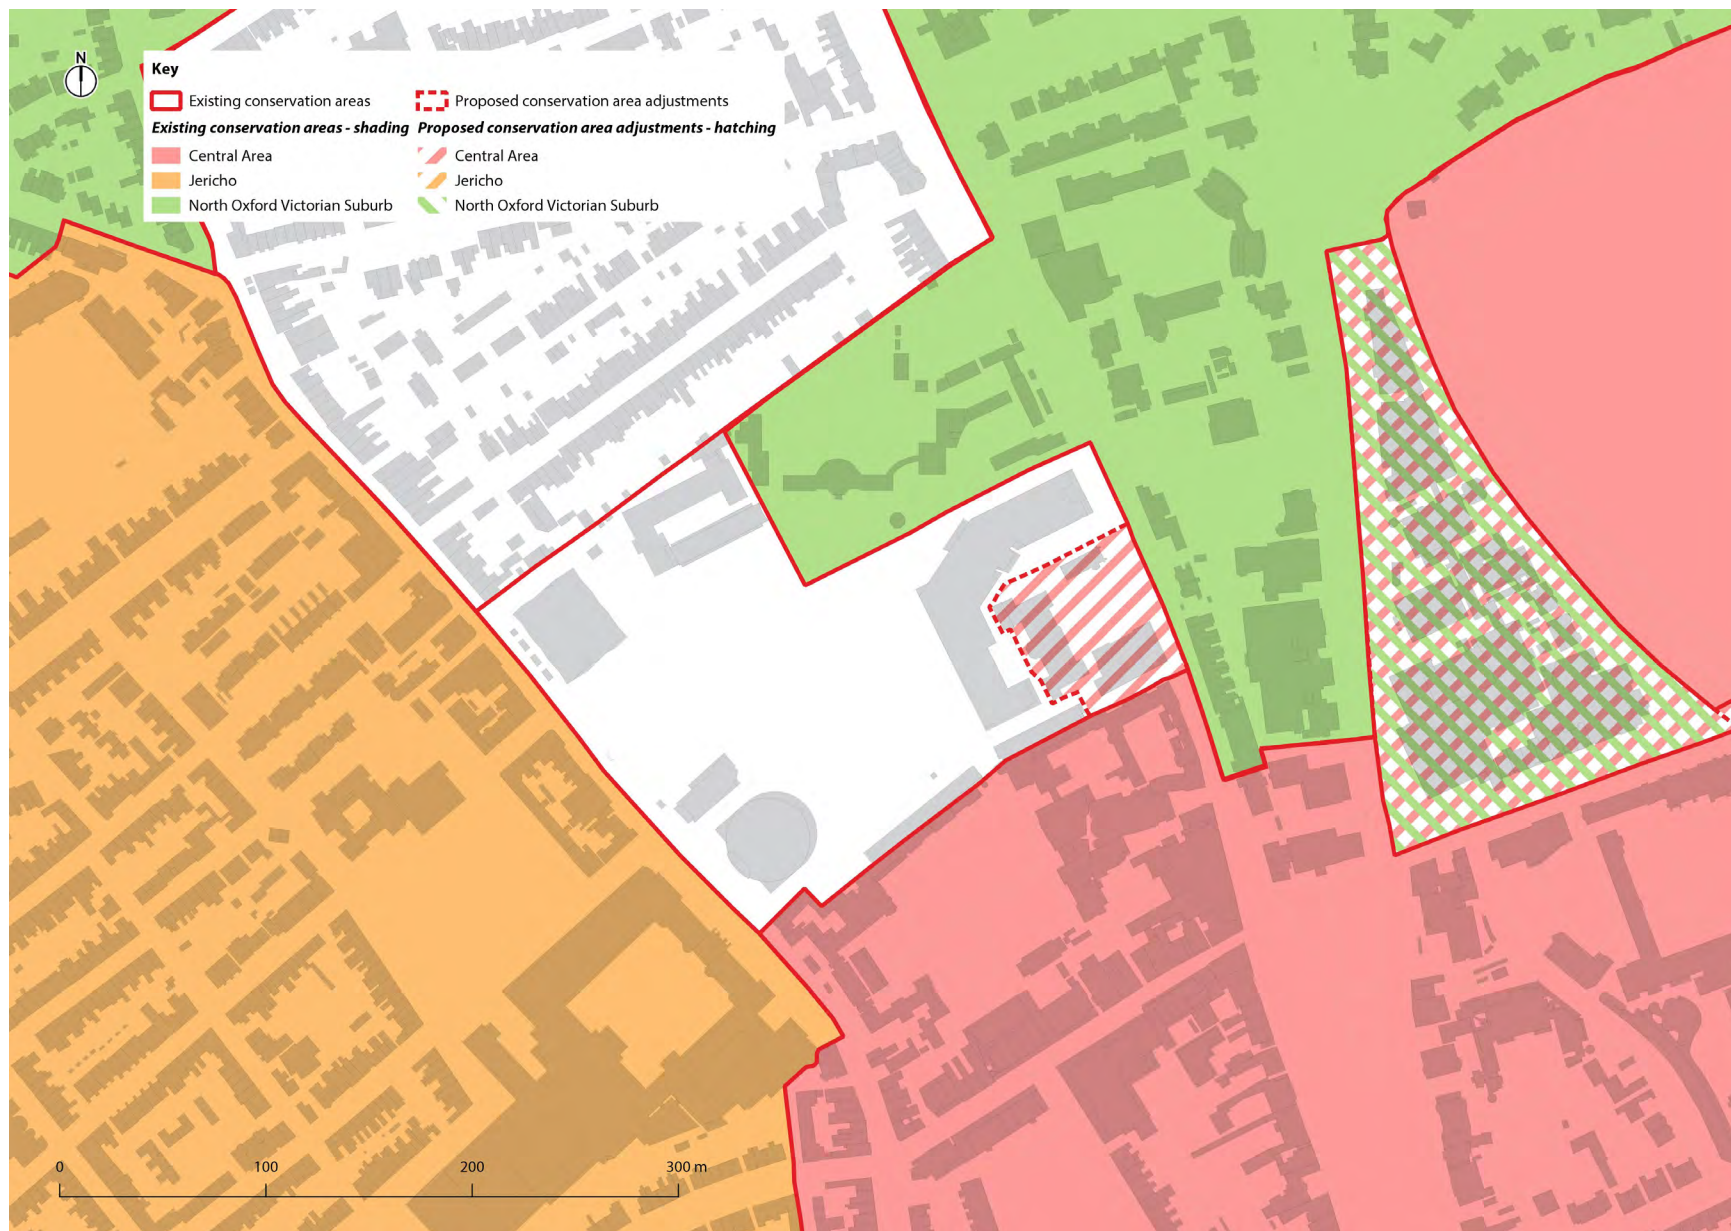 N
Key
Existing conservation areas
Proposed conservation area adjustments
Existing conservation areas - shading
Proposed conservation area adjustments - hatching
Central Area
Central Area
Jericho
Jericho
North Oxford Victorian Suburb
North Oxford Victorian Suburb
0 100 200 300 m